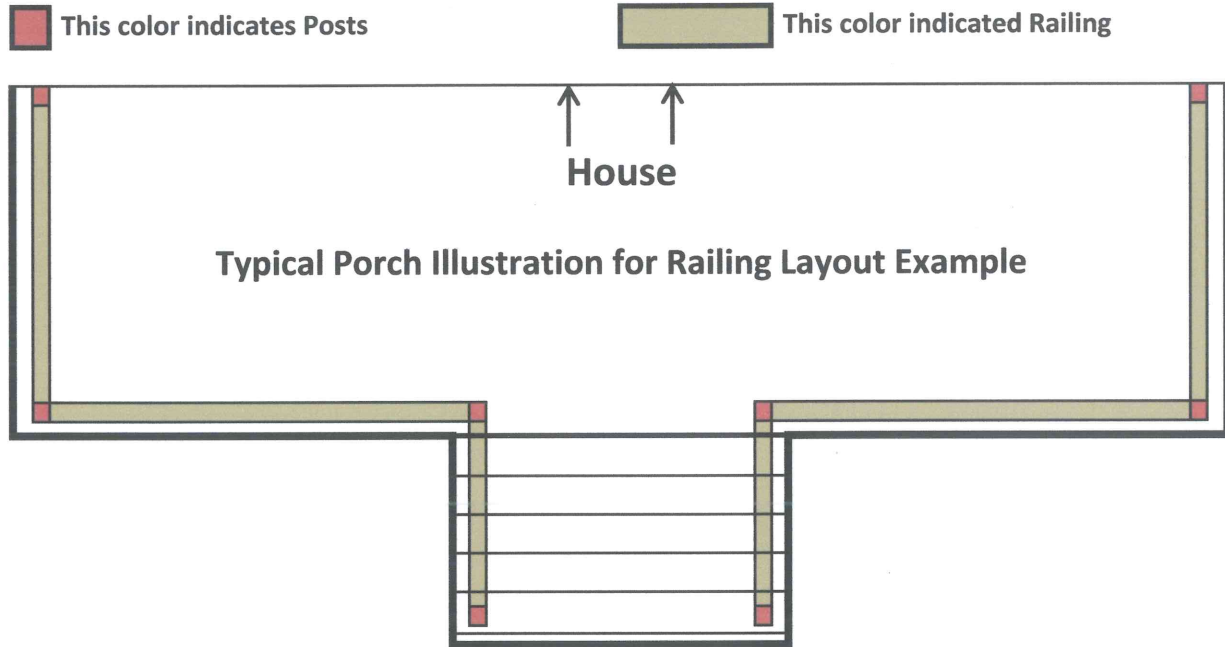 This color indicates Posts
This color indicated Railing
House
Typical Porch Illustration for Railing Layout Example